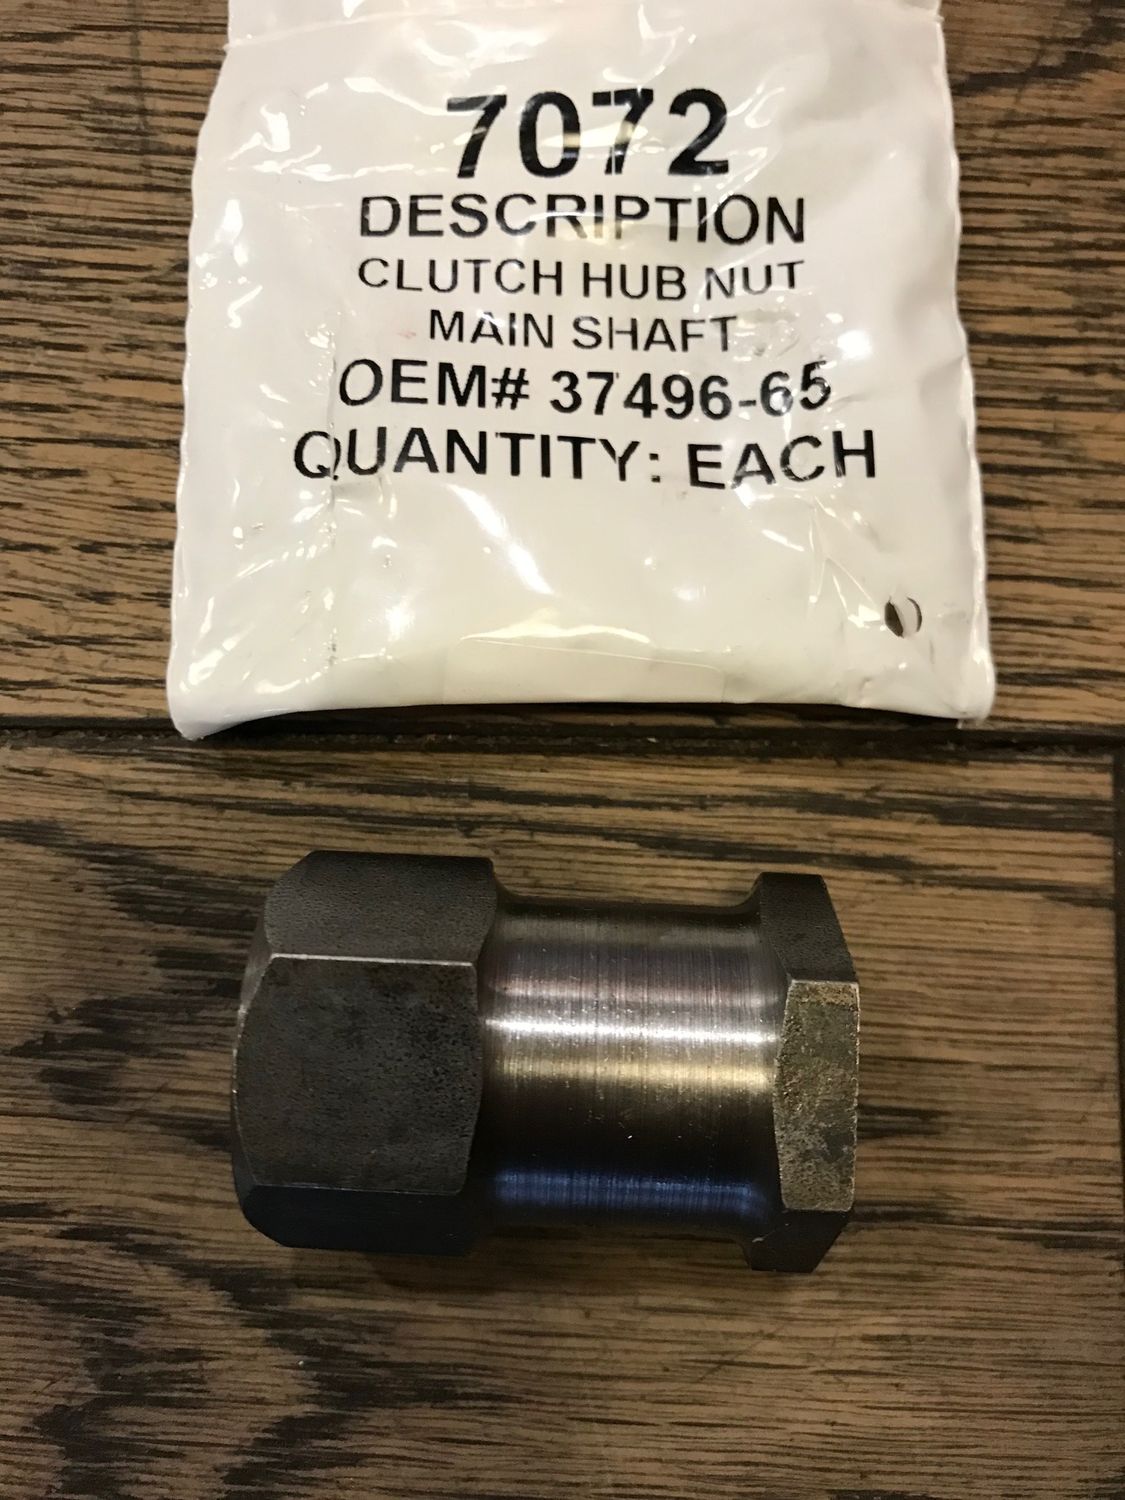 7072
DESCRIPTION
CLUTCH HUB NUT
MAIN SHAFT
OEM# 37496-65
QUANTITY: EACH